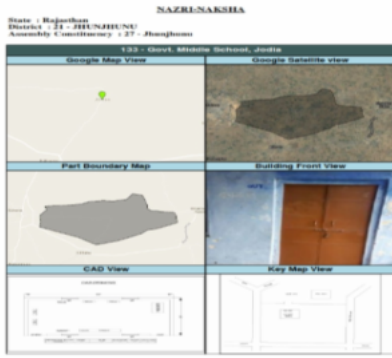 NAZRI-NAKSHA
State : Rajasthan
District : 21 - JHUNJHUNU
Assembly Constituency : 27 - Jhunjhunu
133 - Govt. Middle School, Jodia
Google Map View
Google Satellite view
Part Boundary Map
Building Front View
CAD View
Key Map View